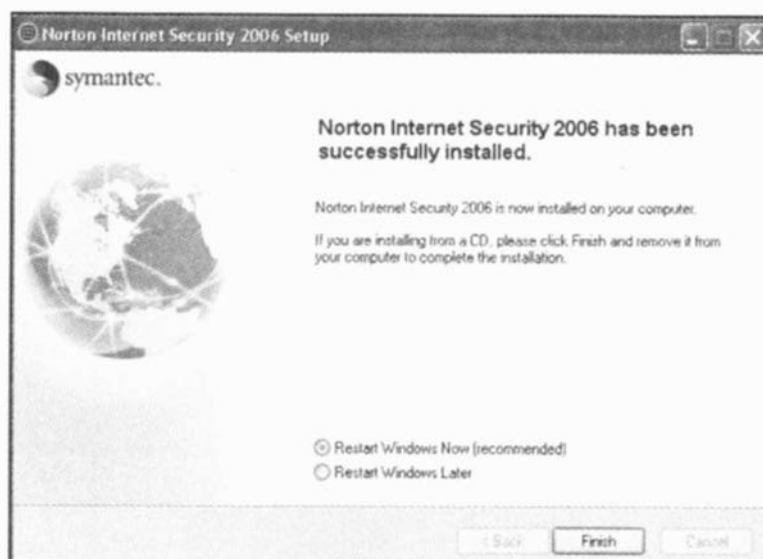 Norton Internet Security 2006 Setup
symantec.
Norton Internet Security 2006 has been
successfully installed.
Norton Internet Security 2006 is now installed on your computer.
If you are installing from a CD, please click Finish and remove it from
your computer to complete the installation.
Restart Windows Now (recommended)
Restart Windows Later
< Back
Finish
Cancel